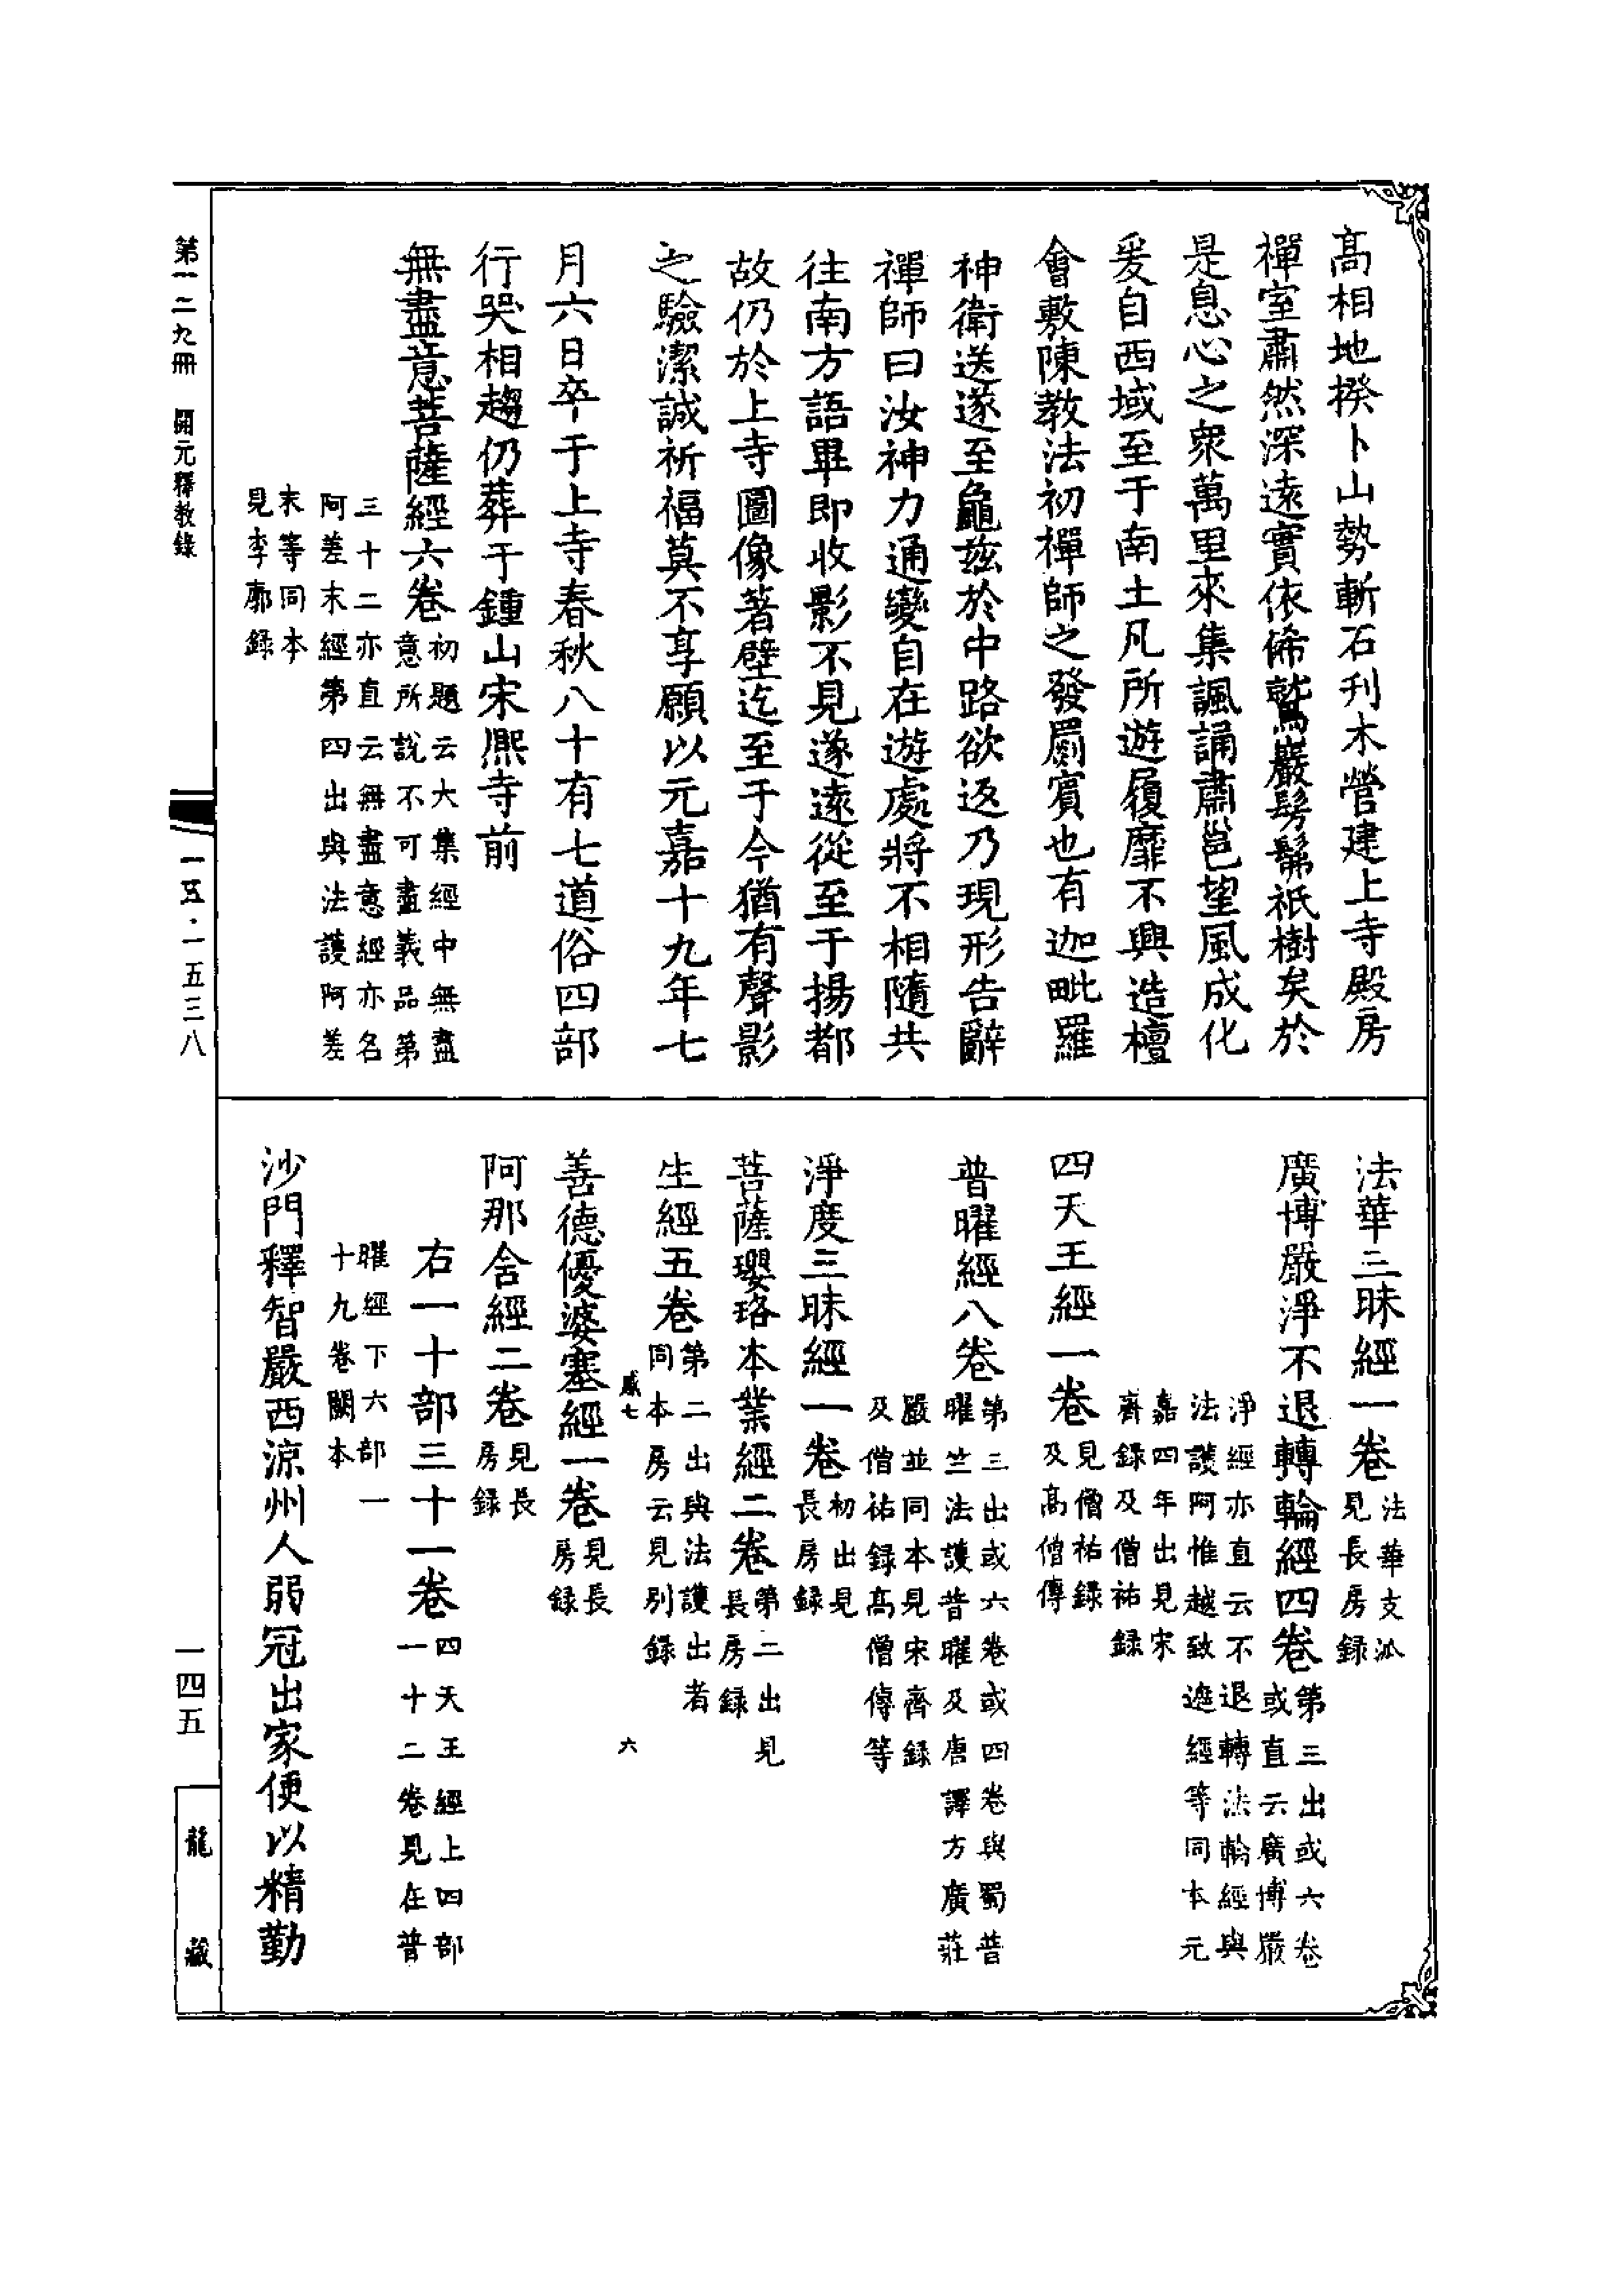 高相地揆卜山勢斬石刋木營建上寺殿房
禪室肅然深遠實依俙鷲巖髣髴祇樹矣於
是息心之衆萬里來集諷誦肅邕望風成化
爰自西域至于南土凡所遊履靡不興造檀
會敷陳教法初禪師之發罽賓也有迦毗羅
神衛送遂至龜茲於中路欲返乃現形告辭
禪師曰汝神力通變自在遊處將不相隨共
往南方語畢即收影不見遂遠從至于揚都
故仍於上寺圖像著壁迄至于今猶有聲影
之驗潔誠祈福莫不享願以元嘉十九年七
月六日卒于上寺春秋八十有七道俗四部
行哭相趨仍葬于鍾山宋熙寺前
無盡意菩薩經六卷初題云大集經中無盡
意所説不可盡義品第
三十二亦直云無盡意經亦名
阿差末經第四出與法護阿差
末等同本
見李廓録
法華三昧經一卷法華支派
見長房録
廣博嚴淨不退轉輪經四卷第三出或六卷
或直云廣博嚴
淨經亦直云不退轉法輪經與
法護阿惟越致遮經等同本元
嘉四年出見宋
齊録及僧祐録
四天王經一卷見僧祐録
及高僧傳
普曜經八卷第三出或六卷或四卷與蜀普
曜竺法護普曜及唐譯方廣莊
嚴並同本見宋齊録
及僧祐録高僧傳等
淨度三昧經一卷初出見
長房録
菩薩瓔珞本業經二卷第二出見
長房録
生經五卷第二出與法護出者
同本房云見別録
感七 六
善德優婆塞經一卷見長
房録
阿那含經二卷見長
房録
右一十部三十一卷四天王經上四部
一十二卷見在普
曜經下六部一
十九卷闕本
沙門釋智嚴西涼州人弱冠出家便以精勤
第一二九冊 開元釋教錄
一五·一五三八
一四五
龍藏